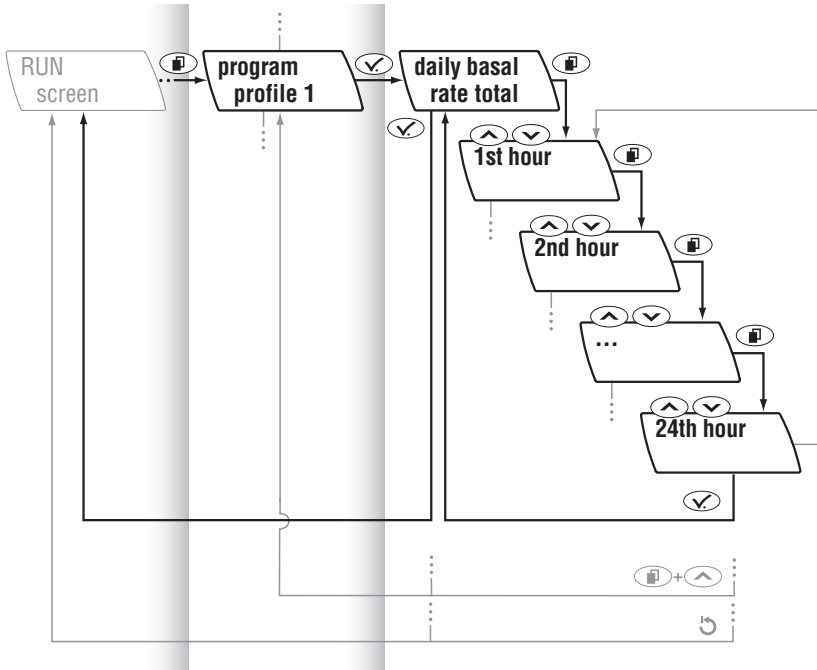 RUN
screen
program
profile 1
daily basal
rate total
1st hour
2nd hour
...
24th hour
+